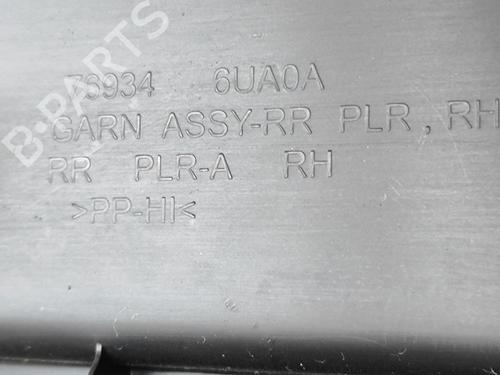 76934 6UA0A
GARN ASSY-RR PLR, RH
RR PLR-A RH
>PP-HI<
B-PARTS